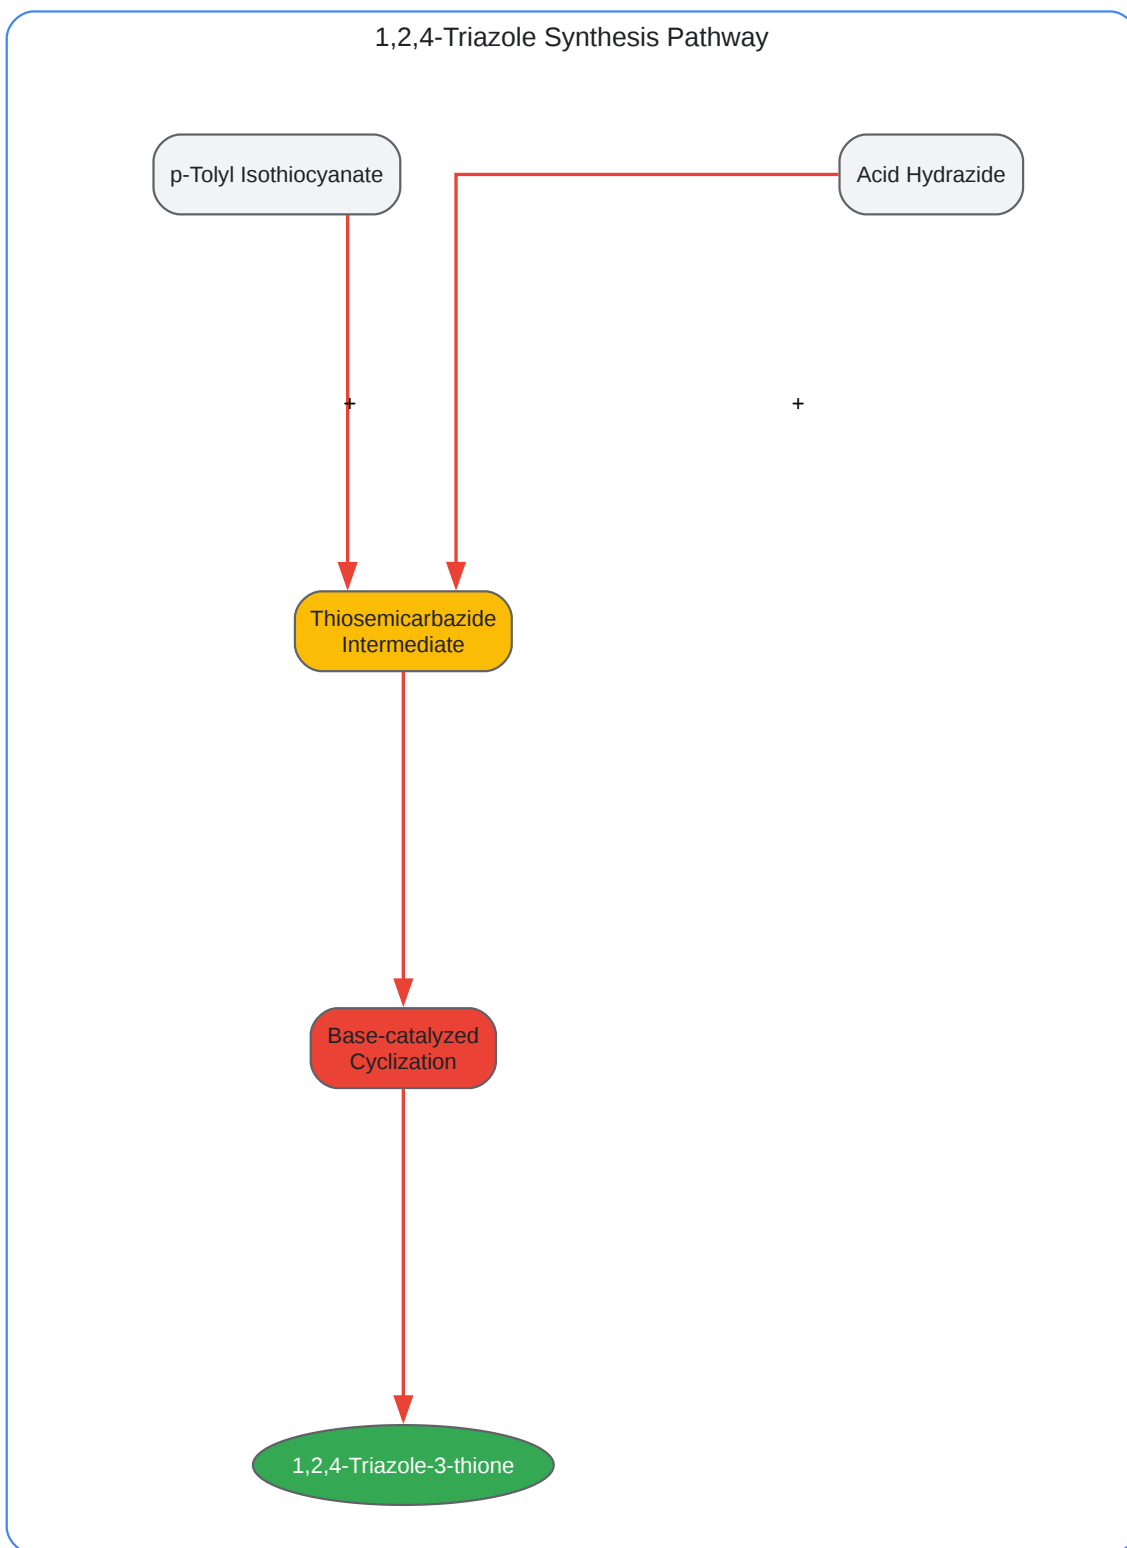 1,2,4-Triazole Synthesis Pathway
p-Tolyl Isothiocyanate
Acid Hydrazide
+
+
Thiosemicarbazide
Intermediate
Base-catalyzed
Cyclization
1,2,4-Triazole-3-thione